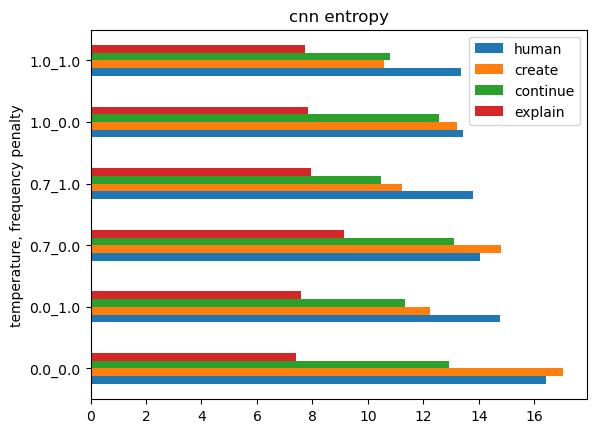 cnn entropy
human
create
continue
explain
temperature, frequency penalty
1.0_1.0
1.0_0.0
0.7_1.0
0.7_0.0
0.0_1.0
0.0_0.0
0 2 4 6 8 10 12 14 16